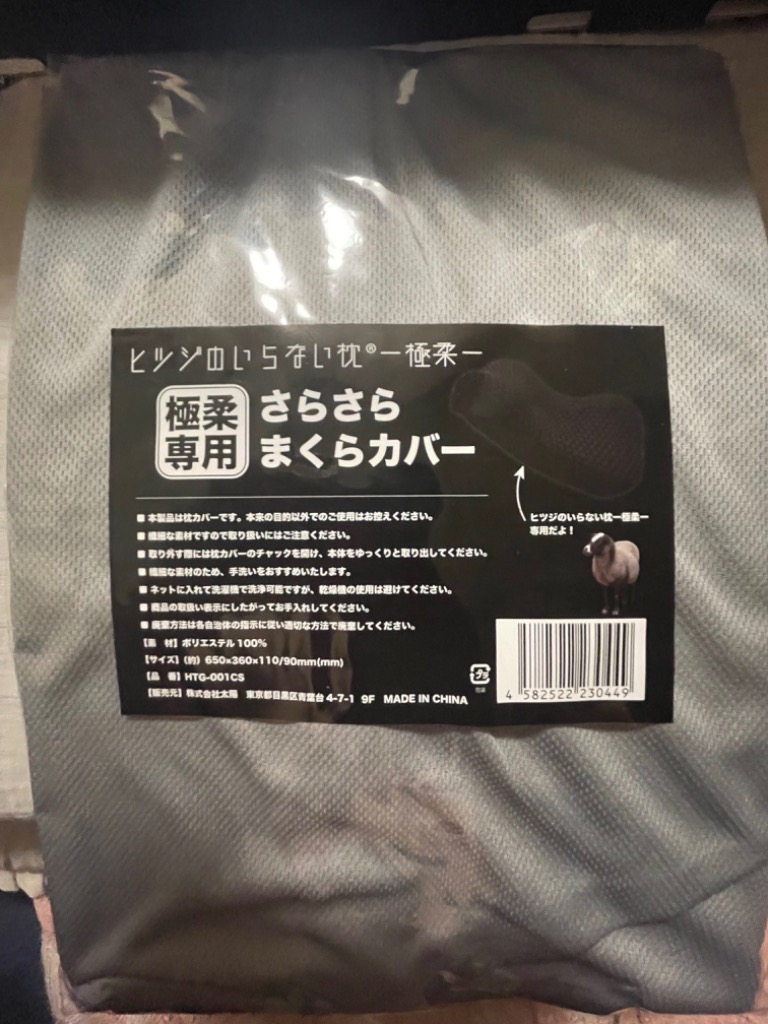 ヒツジのいらない枕®ー極柔ー
極柔専用
さらさら
まくらカバー
ヒツジのいらない枕ー極柔ー
専用だよ！
■ 本製品は枕カバーです。本来の目的以外でのご使用はお控えください。
■ 繊細な素材ですので取り扱いにはご注意ください。
■ 取り外す際には枕カバーのチャックを開け、本体をゆっくりと取り出してください。
■ 繊細な素材のため、手洗いをおすすめいたします。
■ ネットに入れて洗濯機で洗浄可能ですが、乾燥機の使用は避けてください。
■ 商品の取扱い表示にしたがってお手入れしてください。
■ 廃棄方法は各自治体の指示に従い適切な方法で廃棄してください。
【素 材】ポリエステル100%
【サイズ】(約) 650×360×110/90mm(mm)
【品 番】HTG-001CS
【販売元】株式会社太陽 東京都目黒区青葉台4-7-1 9F MADE IN CHINA
プラ
包装
4 582522 230449